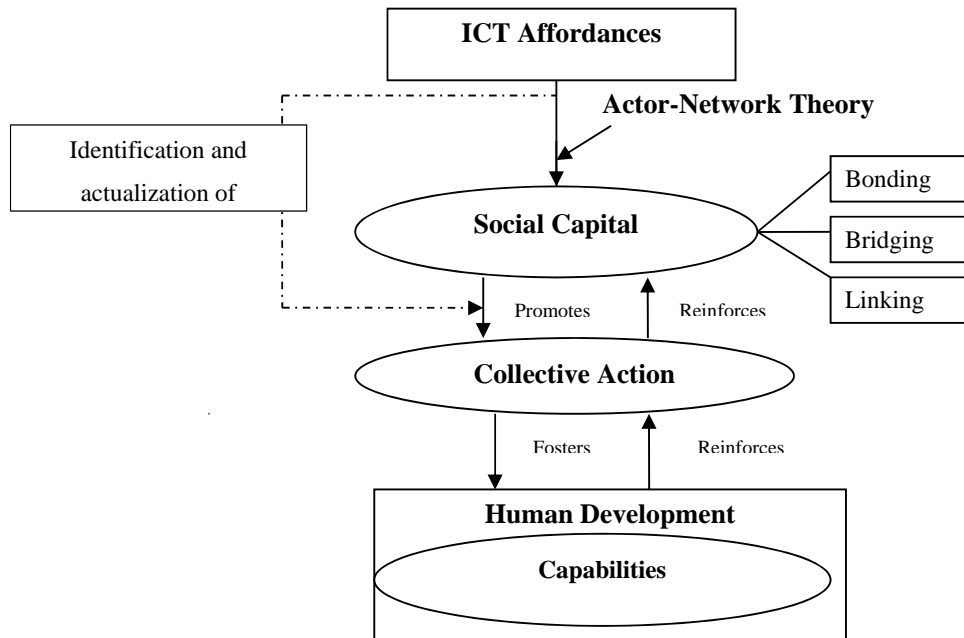 ICT Affordances
Actor-Network Theory
Identification and
actualization of
Social Capital
Bonding
Bridging
Linking
Promotes
Reinforces
Collective Action
Fosters
Reinforces
Human Development
Capabilities